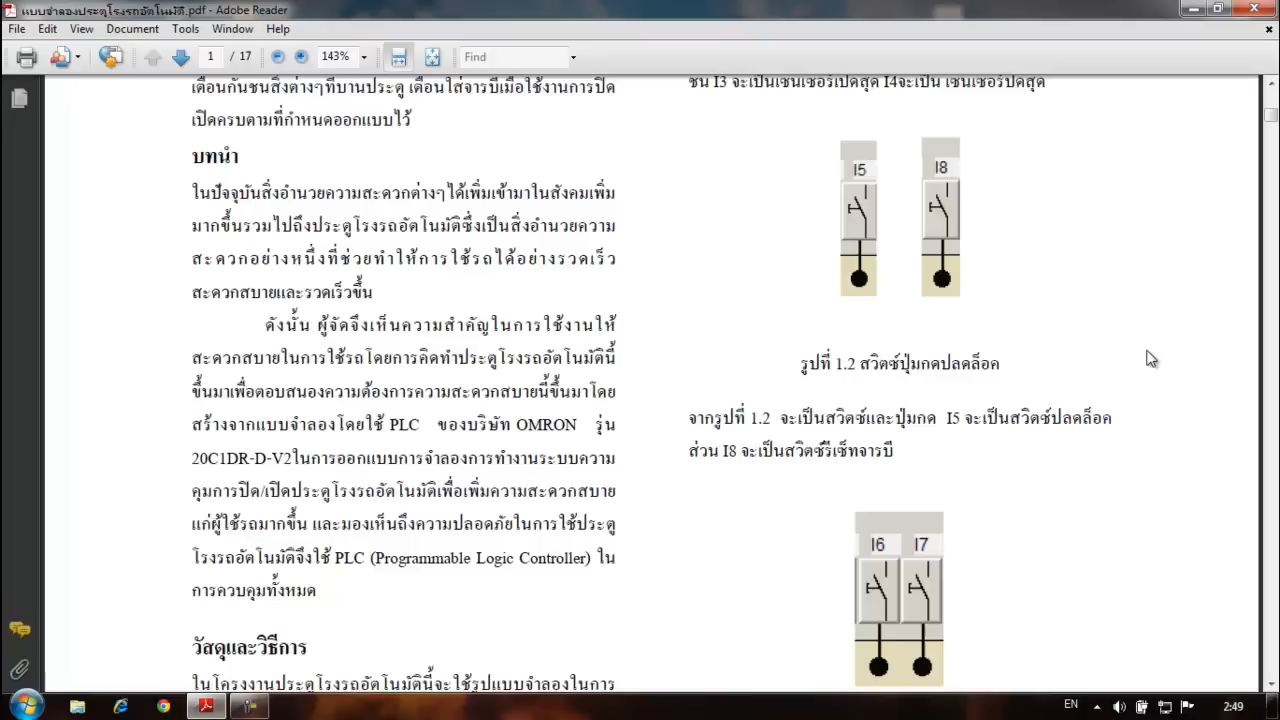 แบบจำลองประตูโรงรถอัตโนมัติ.pdf - Adobe Reader
File Edit View Document Tools Window Help
1 / 17 143% Find
เตือนกันชนสิ่งต่างๆที่บานประตู เตือนใส่จารบีเมื่อใช้งานการปิด
เปิดครบตามที่กำหนดออกแบบไว้
บทนำ
ในปัจจุบันสิ่งอำนวยความสะดวกต่างๆได้เพิ่มเข้ามาในสังคมเพิ่ม
มากขึ้นรวมไปถึงประตูโรงรถอัตโนมัติซึ่งเป็นสิ่งอำนวยความ
สะดวกอย่างหนึ่งที่ช่วยทำให้การใช้รถได้อย่างรวดเร็ว
สะดวกสบายและรวดเร็วขึ้น
ดังนั้น ผู้จัดจึงเห็นความสำคัญในการใช้งานให้
สะดวกสบายในการใช้รถโดยการคิดทำประตูโรงรถอัตโนมัตินี้
ขึ้นมาเพื่อตอบสนองความต้องการความสะดวกสบายนี้ขึ้นมาโดย
สร้างจากแบบจำลองโดยใช้ PLC ของบริษัท OMRON รุ่น
20C1DR-D-V2ในการออกแบบการจำลองการทำงานระบบความ
คุมการปิด/เปิดประตูโรงรถอัตโนมัติเพื่อเพิ่มความสะดวกสบาย
แก่ผู้ใช้รถมากขึ้น และมองเห็นถึงความปลอดภัยในการใช้ประตู
โรงรถอัตโนมัติจึงใช้ PLC (Programmable Logic Controller) ใน
การควบคุมทั้งหมด
วัสดุและวิธีการ
ในโครงงานประตูโรงรถอัตโนมัตินี้จะใช้รูปแบบจำลองในการ
ชน I3 จะเป็นเซ็นเซอร์เปิดสุด I4จะเป็น เซ็นเซอร์ปิดสุด
I5 I8
รูปที่ 1.2 สวิตซ์ปุ่มกดปลดล็อค
จากรูปที่ 1.2 จะเป็นสวิตซ์และปุ่มกด I5 จะเป็นสวิตซ์ปลดล็อค
ส่วน I8 จะเป็นสวิตซ์รีเซ็ทจารบี
I6 I7
EN 2:49